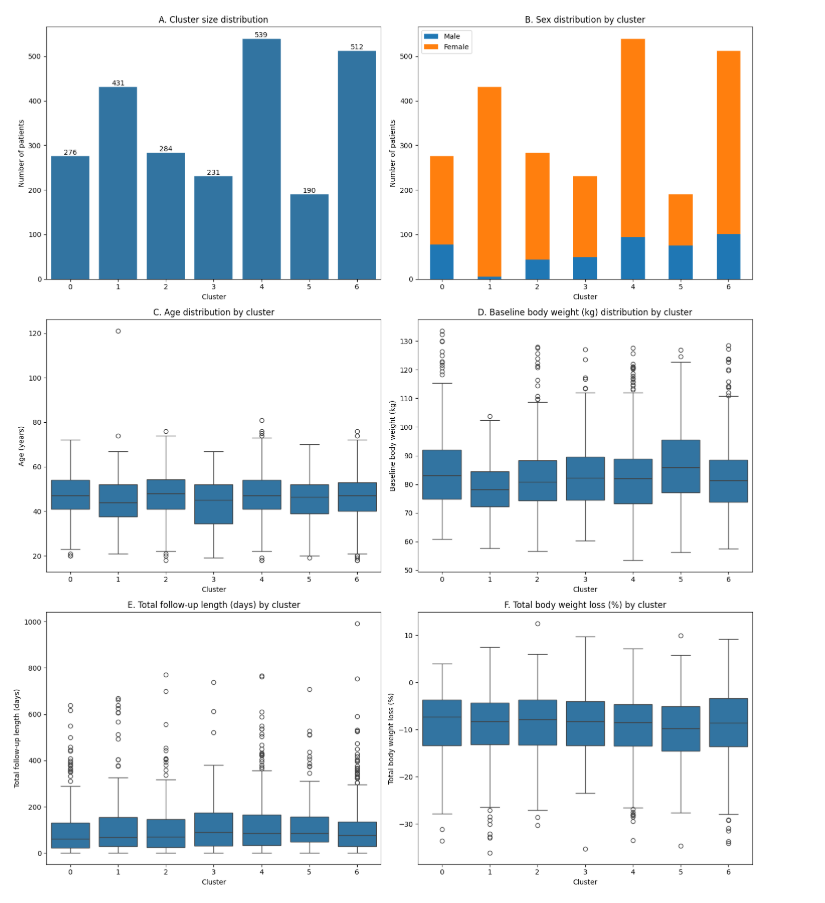 A. Cluster size distribution
Number of patients
500
400
300
200
100
0
276
431
284
231
539
190
512
0 1 2 3 4 5 6
Cluster
B. Sex distribution by cluster
Number of patients
500
400
300
200
100
0
Male
Female
0 1 2 3 4 5 6
Cluster
C. Age distribution by cluster
Age (years)
120
100
80
60
40
20
0 1 2 3 4 5 6
Cluster
D. Baseline body weight (kg) distribution by cluster
Baseline body weight (kg)
130
120
110
100
90
80
70
60
50
0 1 2 3 4 5 6
Cluster
E. Total follow-up length (days) by cluster
Total follow-up length (days)
1000
800
600
400
200
0
0 1 2 3 4 5 6
Cluster
F. Total body weight loss (%) by cluster
Total body weight loss (%)
10
0
−10
−20
−30
0 1 2 3 4 5 6
Cluster